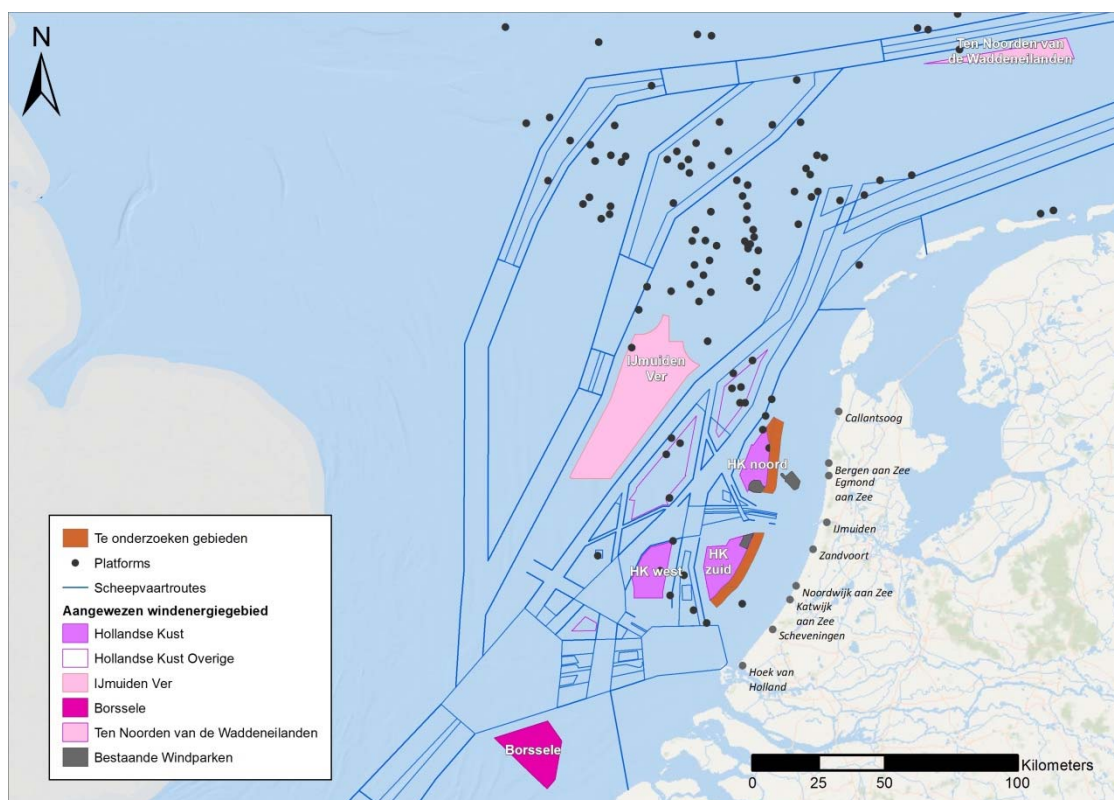 N
Ten Noorden van
de Waddeneilanden
IJmuiden
Ver
Callantsoog
HK noord
Bergen aan Zee
Egmond
aan Zee
IJmuiden
Zandvoort
HK
zuid
HK west
Noordwijk aan Zee
Katwijk
aan Zee
Scheveningen
Hoek van
Holland
Borssele
Te onderzoeken gebieden
Platforms
Scheepvaartroutes
Aangewezen windenergiegebied
Hollandse Kust
Hollandse Kust Overige
IJmuiden Ver
Borssele
Ten Noorden van de Waddeneilanden
Bestaande Windparken
Kilometers
0 25 50 100